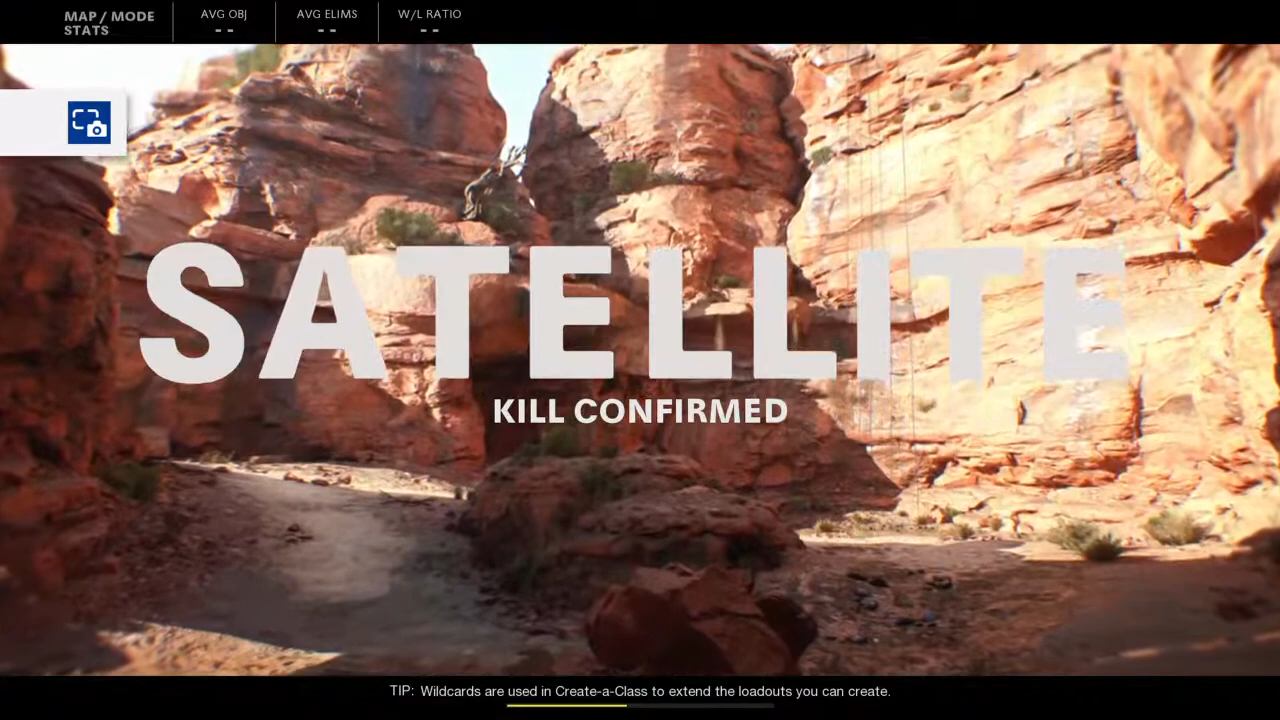 MAP / MODE
STATS
AVG OBJ
AVG ELIMS
W/L RATIO
- -
- -
- -
SATELLITE
KILL CONFIRMED
TIP: Wildcards are used in Create-a-Class to extend the loadouts you can create.